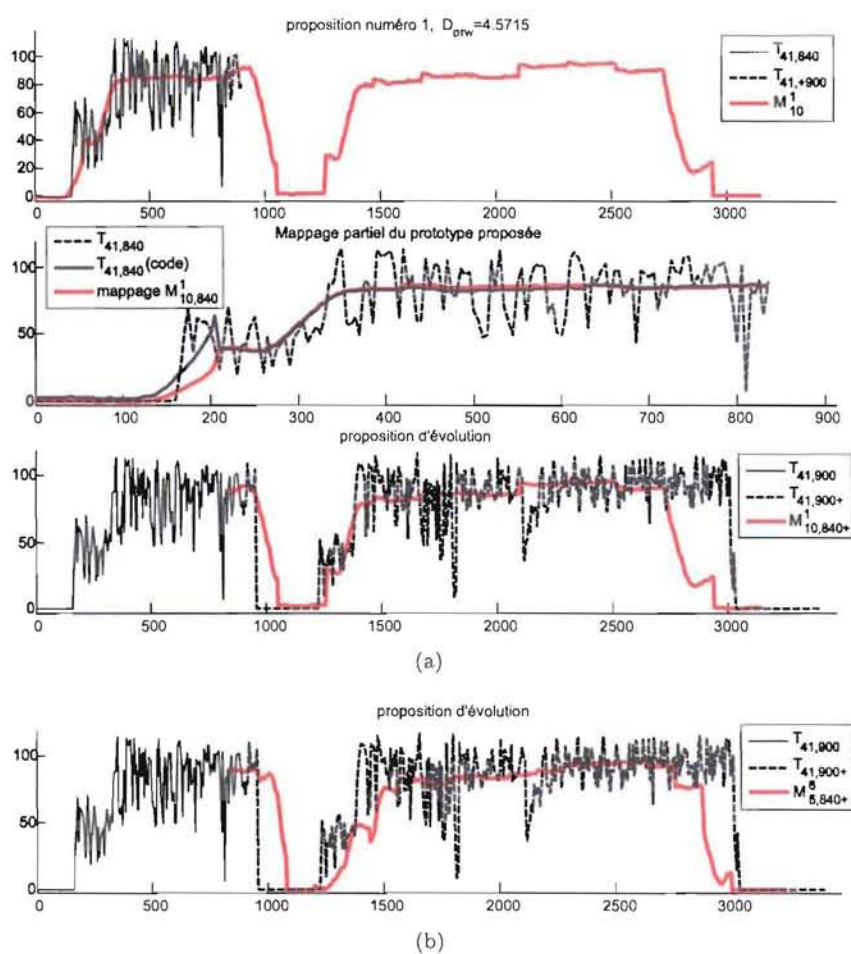 proposition numéro 1, D_DTW=4.5715
100
80
60
40
20
0
0 500 1000 1500 2000 2500 3000
T_41,840
T_41,+900
M^1_10
Mappage partiel du prototype proposée
T_41,840
T_41,840 (code)
mappage M^1_10,840
100
50
0
0 100 200 300 400 500 600 700 800 900
proposition d'évolution
100
50
0
0 500 1000 1500 2000 2500 3000
T_41,900
T_41,900+
M^1_10,840+
(a)
proposition d'évolution
100
50
0
0 500 1000 1500 2000 2500 3000
T_41,900
T_41,900+
M^6_5,840+
(b)